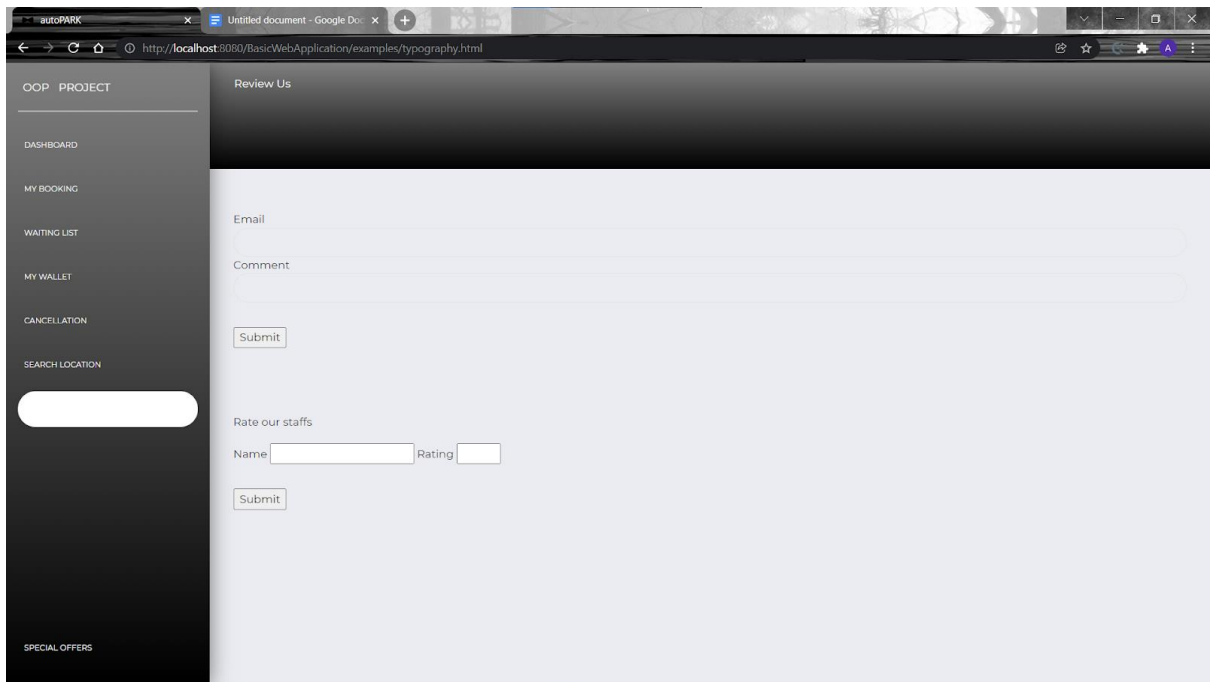 autoPARK
Untitled document - Google Doc
http://localhost:8080/BasicWebApplication/examples/typography.html
A
OOP PROJECT
Review Us
DASHBOARD
MY BOOKING
WAITING LIST
MY WALLET
CANCELLATION
SEARCH LOCATION
Email
Comment
Submit
Rate our staffs
Name Rating
Submit
SPECIAL OFFERS